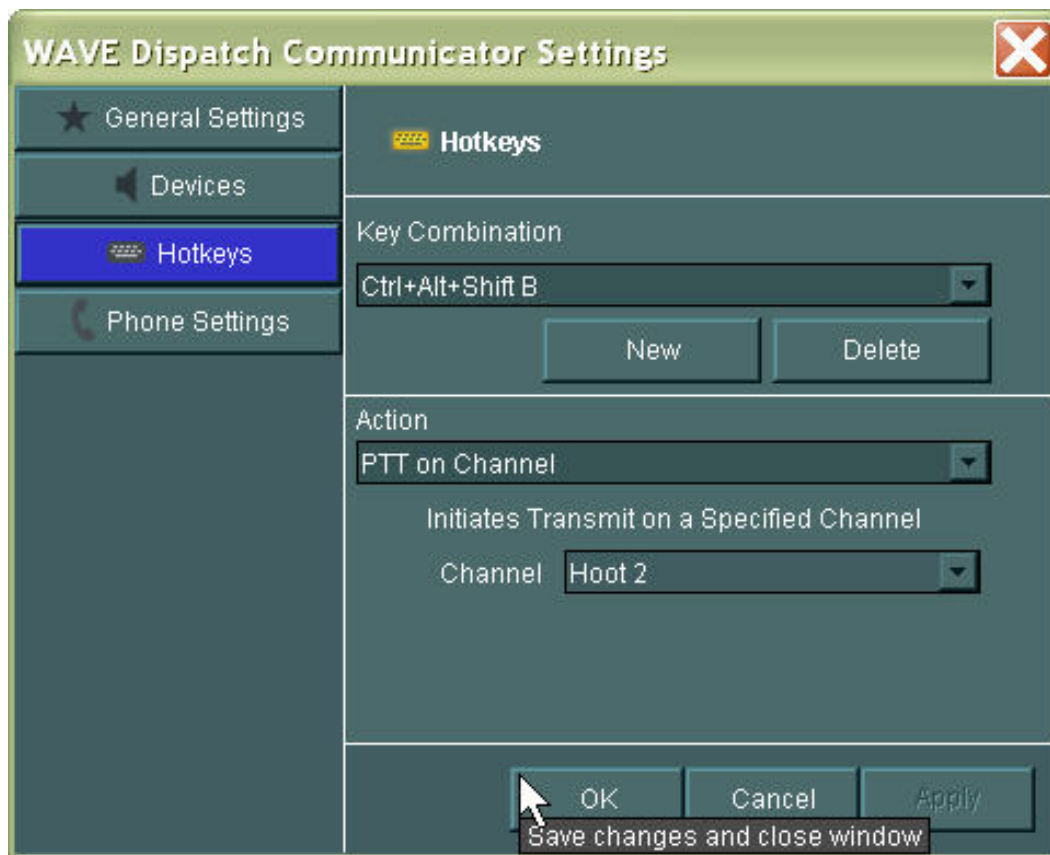 WAVE Dispatch Communicator Settings
General Settings
Devices
Hotkeys
Phone Settings
Hotkeys
Key Combination
Ctrl+Alt+Shift B
New
Delete
Action
PTT on Channel
Initiates Transmit on a Specified Channel
Channel Hoot 2
OK
Cancel
Apply
Save changes and close window